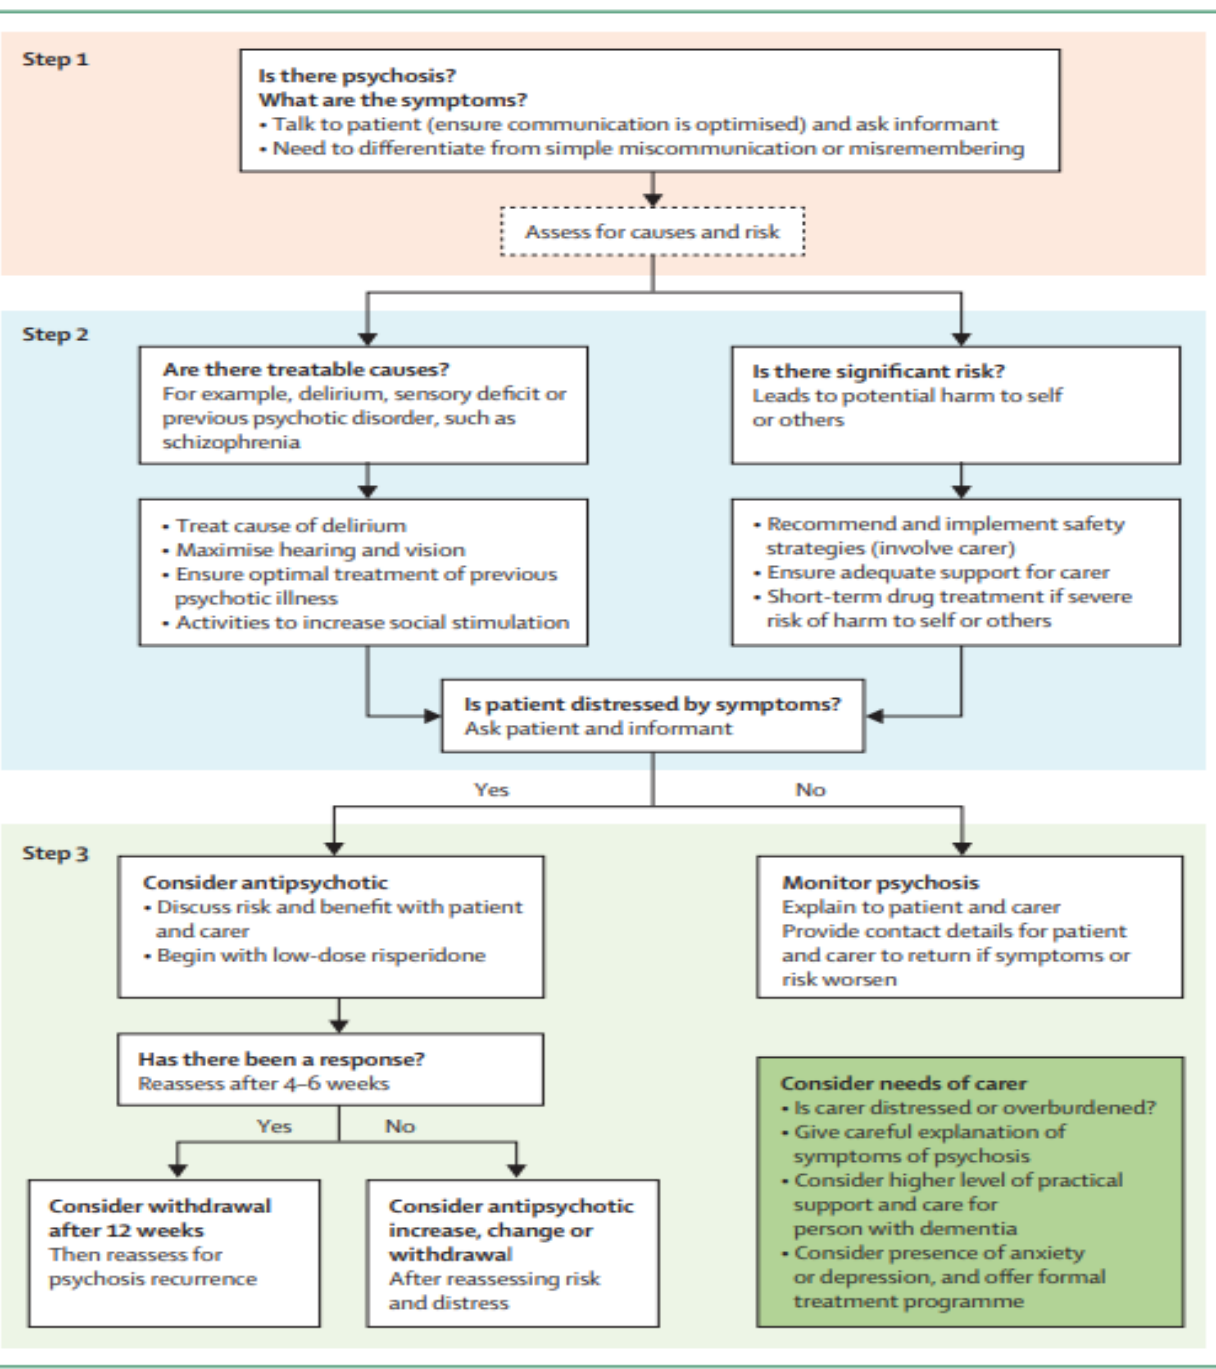 Step 1
Is there psychosis?
What are the symptoms?
• Talk to patient (ensure communication is optimised) and ask informant
• Need to differentiate from simple miscommunication or misremembering
Assess for causes and risk
Step 2
Are there treatable causes?
For example, delirium, sensory deficit or
previous psychotic disorder, such as
schizophrenia
Is there significant risk?
Leads to potential harm to self
or others
• Treat cause of delirium
• Maximise hearing and vision
• Ensure optimal treatment of previous
psychotic illness
• Activities to increase social stimulation
• Recommend and implement safety
strategies (involve carer)
• Ensure adequate support for carer
• Short-term drug treatment if severe
risk of harm to self or others
Is patient distressed by symptoms?
Ask patient and informant
Yes
No
Step 3
Consider antipsychotic
• Discuss risk and benefit with patient
and carer
• Begin with low-dose risperidone
Monitor psychosis
Explain to patient and carer
Provide contact details for patient
and carer to return if symptoms or
risk worsen
Has there been a response?
Reassess after 4–6 weeks
Yes
No
Consider withdrawal
after 12 weeks
Then reassess for
psychosis recurrence
Consider antipsychotic
increase, change or
withdrawal
After reassessing risk
and distress
Consider needs of carer
• Is carer distressed or overburdened?
• Give careful explanation of
symptoms of psychosis
• Consider higher level of practical
support and care for
person with dementia
• Consider presence of anxiety
or depression, and offer formal
treatment programme